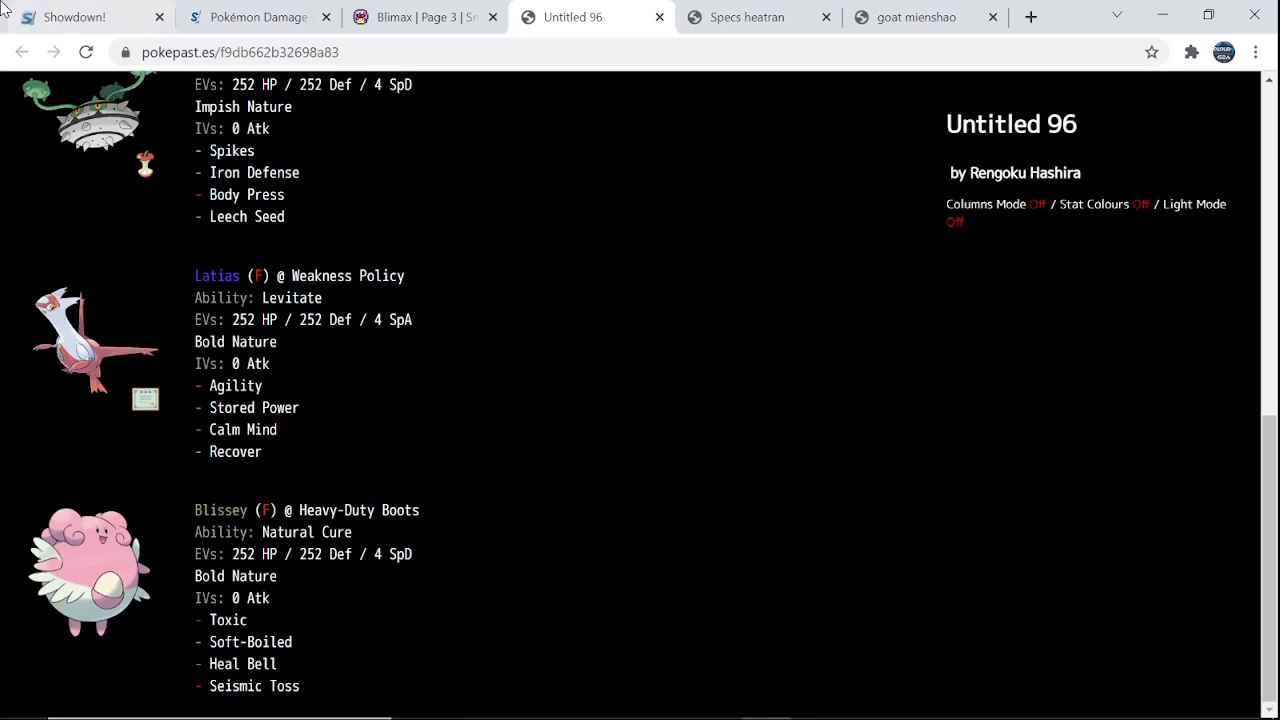 Showdown!
Pokémon Damage
Blimax | Page 3 | Sn
Untitled 96
Specs heatran
goat mienshao
pokepast.es/f9db662b32698a83
EVs: 252 HP / 252 Def / 4 SpD
Impish Nature
IVs: 0 Atk
- Spikes
- Iron Defense
- Body Press
- Leech Seed
Untitled 96
by Rengoku Hashira
Columns Mode Off / Stat Colours Off / Light Mode
Off
Latias (F) @ Weakness Policy
Ability: Levitate
EVs: 252 HP / 252 Def / 4 SpA
Bold Nature
IVs: 0 Atk
- Agility
- Stored Power
- Calm Mind
- Recover
Blissey (F) @ Heavy-Duty Boots
Ability: Natural Cure
EVs: 252 HP / 252 Def / 4 SpD
Bold Nature
IVs: 0 Atk
- Toxic
- Soft-Boiled
- Heal Bell
- Seismic Toss